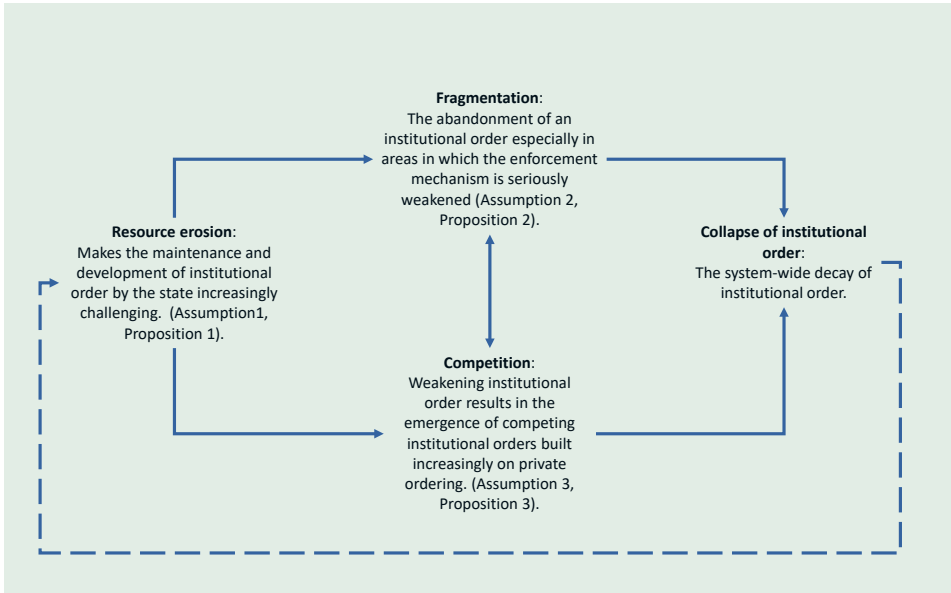 Fragmentation:
The abandonment of an
institutional order especially in
areas in which the enforcement
mechanism is seriously
weakened (Assumption 2,
Proposition 2).
Resource erosion:
Makes the maintenance and
development of institutional
order by the state increasingly
challenging. (Assumption1,
Proposition 1).
Collapse of institutional
order:
The system-wide decay of
institutional order.
Competition:
Weakening institutional
order results in the
emergence of competing
institutional orders built
increasingly on private
ordering. (Assumption 3,
Proposition 3).